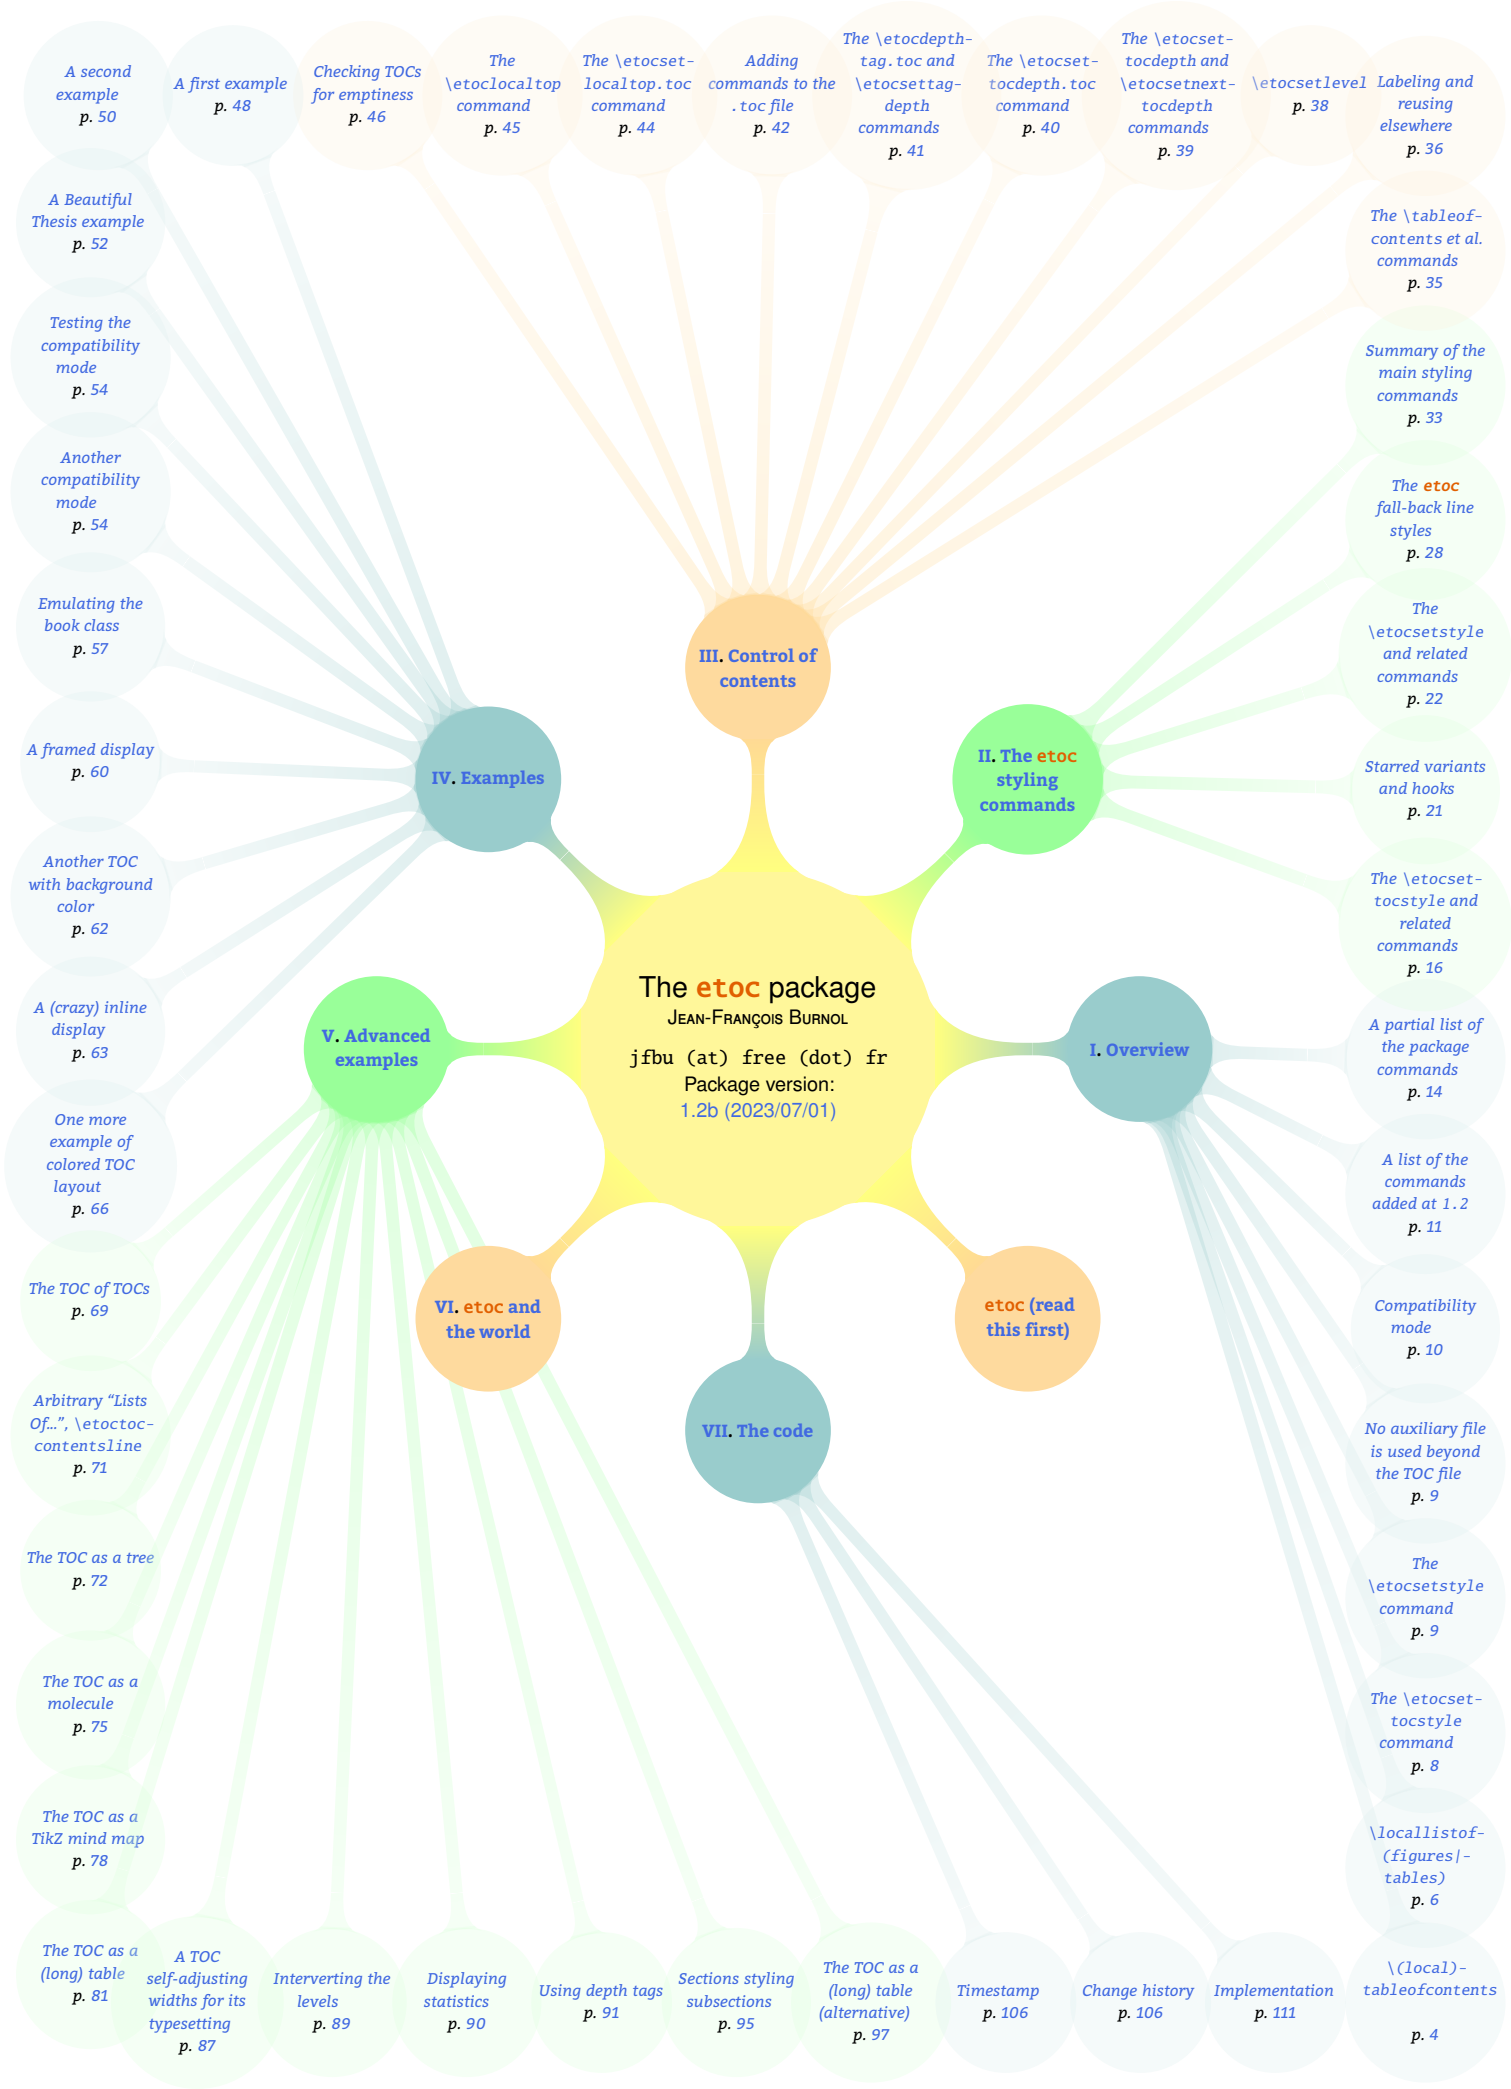 The etoc package
Jean-François Burnol
jfbu (at) free (dot) fr
Package version:
1.2b (2023/07/01)
etoc (read
this first)
I. Overview
\(local)-
tableofcontents
p. 4
\locallistof-
(figures|-
tables)
p. 6
The \etocset-
tocstyle
command
p. 8
The
\etocsetstyle
command
p. 9
No auxiliary file
is used beyond
the TOC file
p. 9
Compatibility
mode
p. 10
A list of the
commands
added at 1.2
p. 11
A partial list of
the package
commands
p. 14
II. The etoc
styling
commands
The \etocset-
tocstyle and
related
commands
p. 16
Starred variants
and hooks
p. 21
The
\etocsetstyle
and related
commands
p. 22
The etoc
fall-back line
styles
p. 28
Summary of the
main styling
commands
p. 33
III. Control of
contents
The \tableof-
contents et al.
commands
p. 35
Labeling and
reusing
elsewhere
p. 36
\etocsetlevel
p. 38
The \etocset-
tocdepth and
\etocsetnext-
tocdepth
commands
p. 39
The \etocset-
tocdepth.toc
command
p. 40
The \etocdepth-
tag.toc and
\etocsettag-
depth
commands
p. 41
Adding
commands to the
.toc file
p. 42
The \etocset-
localtop.toc
command
p. 44
The
\etoclocaltop
command
p. 45
Checking TOCs
for emptiness
p. 46
IV. Examples
A first example
p. 48
A second
example
p. 50
A Beautiful
Thesis example
p. 52
Testing the
compatibility
mode
p. 54
Another
compatibility
mode
p. 54
Emulating the
book class
p. 57
A framed display
p. 60
Another TOC
with background
color
p. 62
A (crazy) inline
display
p. 63
One more
example of
colored TOC
layout
p. 66
V. Advanced
examples
The TOC of TOCs
p. 69
Arbitrary “Lists
Of…”, \etoctoc-
contentsline
p. 71
The TOC as a tree
p. 72
The TOC as a
molecule
p. 75
The TOC as a
TikZ mind map
p. 78
The TOC as a
(long) table
p. 81
A TOC
self-adjusting
widths for its
typesetting
p. 87
Interverting the
levels
p. 89
Displaying
statistics
p. 90
Using depth tags
p. 91
Sections styling
subsections
p. 95
The TOC as a
(long) table
(alternative)
p. 97
VI. etoc and
the world
VII. The code
Timestamp
p. 106
Change history
p. 106
Implementation
p. 111